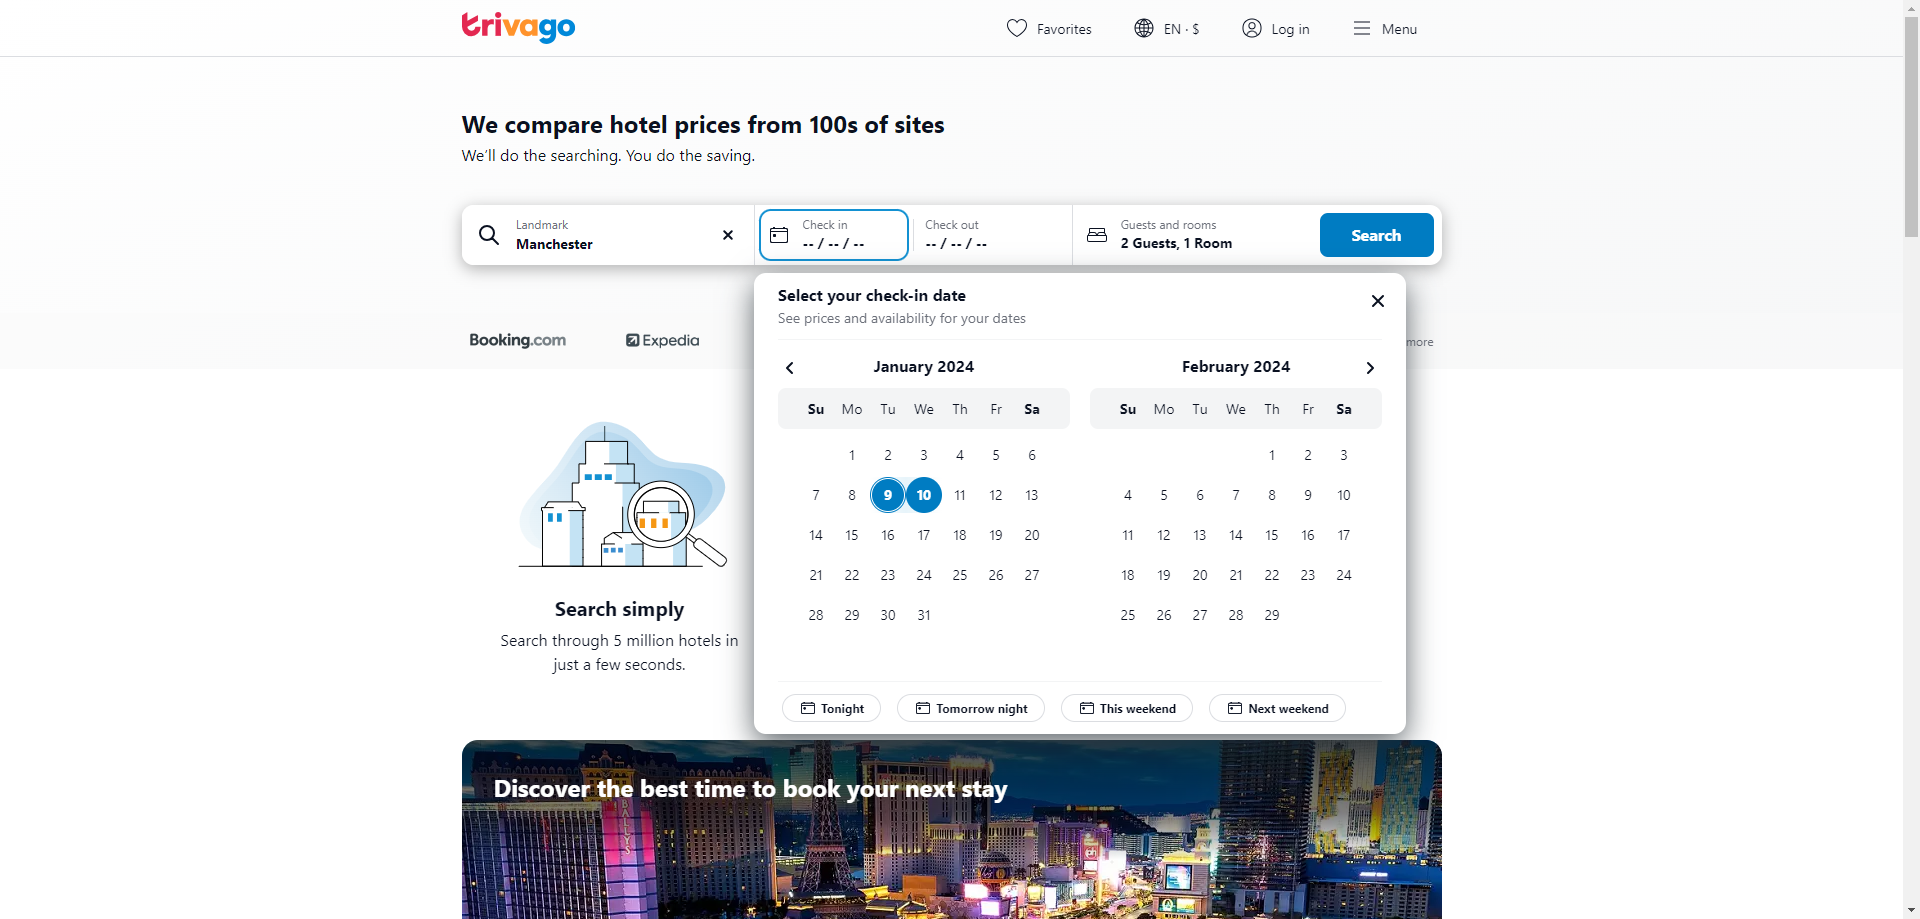 trivago
Favorites
EN · $
Log in
Menu
We compare hotel prices from 100s of sites
We'll do the searching. You do the saving.
Landmark
Manchester
Check in
-- / -- / --
Check out
-- / -- / --
Guests and rooms
2 Guests, 1 Room
Search
Booking.com
Expedia
more
Select your check-in date
See prices and availability for your dates
January 2024
Su Mo Tu We Th Fr Sa
1 2 3 4 5 6
7 8 9 10 11 12 13
14 15 16 17 18 19 20
21 22 23 24 25 26 27
28 29 30 31
February 2024
Su Mo Tu We Th Fr Sa
1 2 3
4 5 6 7 8 9 10
11 12 13 14 15 16 17
18 19 20 21 22 23 24
25 26 27 28 29
Tonight
Tomorrow night
This weekend
Next weekend
Search simply
Search through 5 million hotels in
just a few seconds.
Discover the best time to book your next stay
BALLY'S